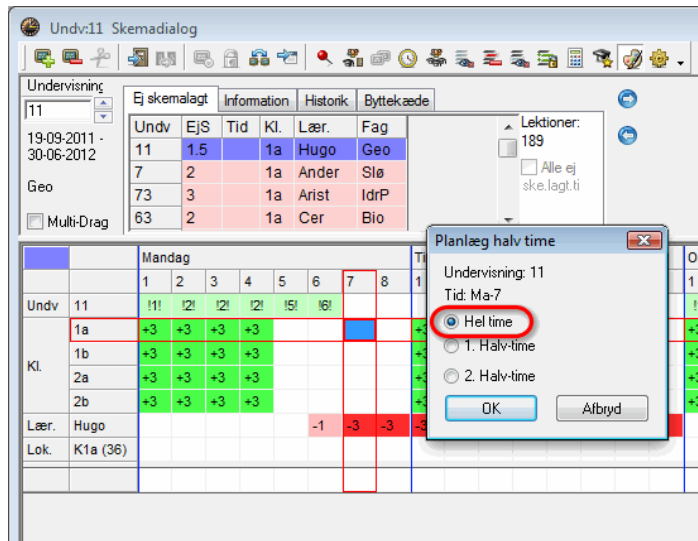 Undv:11 Skemadialog
Undervisning
11
19-09-2011 -
30-06-2012
Geo
Multi-Drag
Ej skemalagt Information Historik Byttekæde
Undv EjS Tid Kl. Lær. Fag
11 1.5 1a Hugo Geo
7 2 1a Ander Slø
73 3 1a Arist IdrP
63 2 1a Cer Bio
Lektioner:
189
Alle ej
ske.lagt.ti
Mandag
1 2 3 4 5 6 7 8 1 1
Undv 11 !1! !2! !2! !2! !5! !6!
Kl.
1a +3 +3 +3 +3
1b +3 +3 +3 +3
2a +3 +3 +3 +3
2b +3 +3 +3 +3
Lær. Hugo -1 -3 -3
Lok. K1a (36)
Planlæg halv time
Undervisning: 11
Tid: Ma-7
Hel time
1. Halv-time
2. Halv-time
OK Afbryd